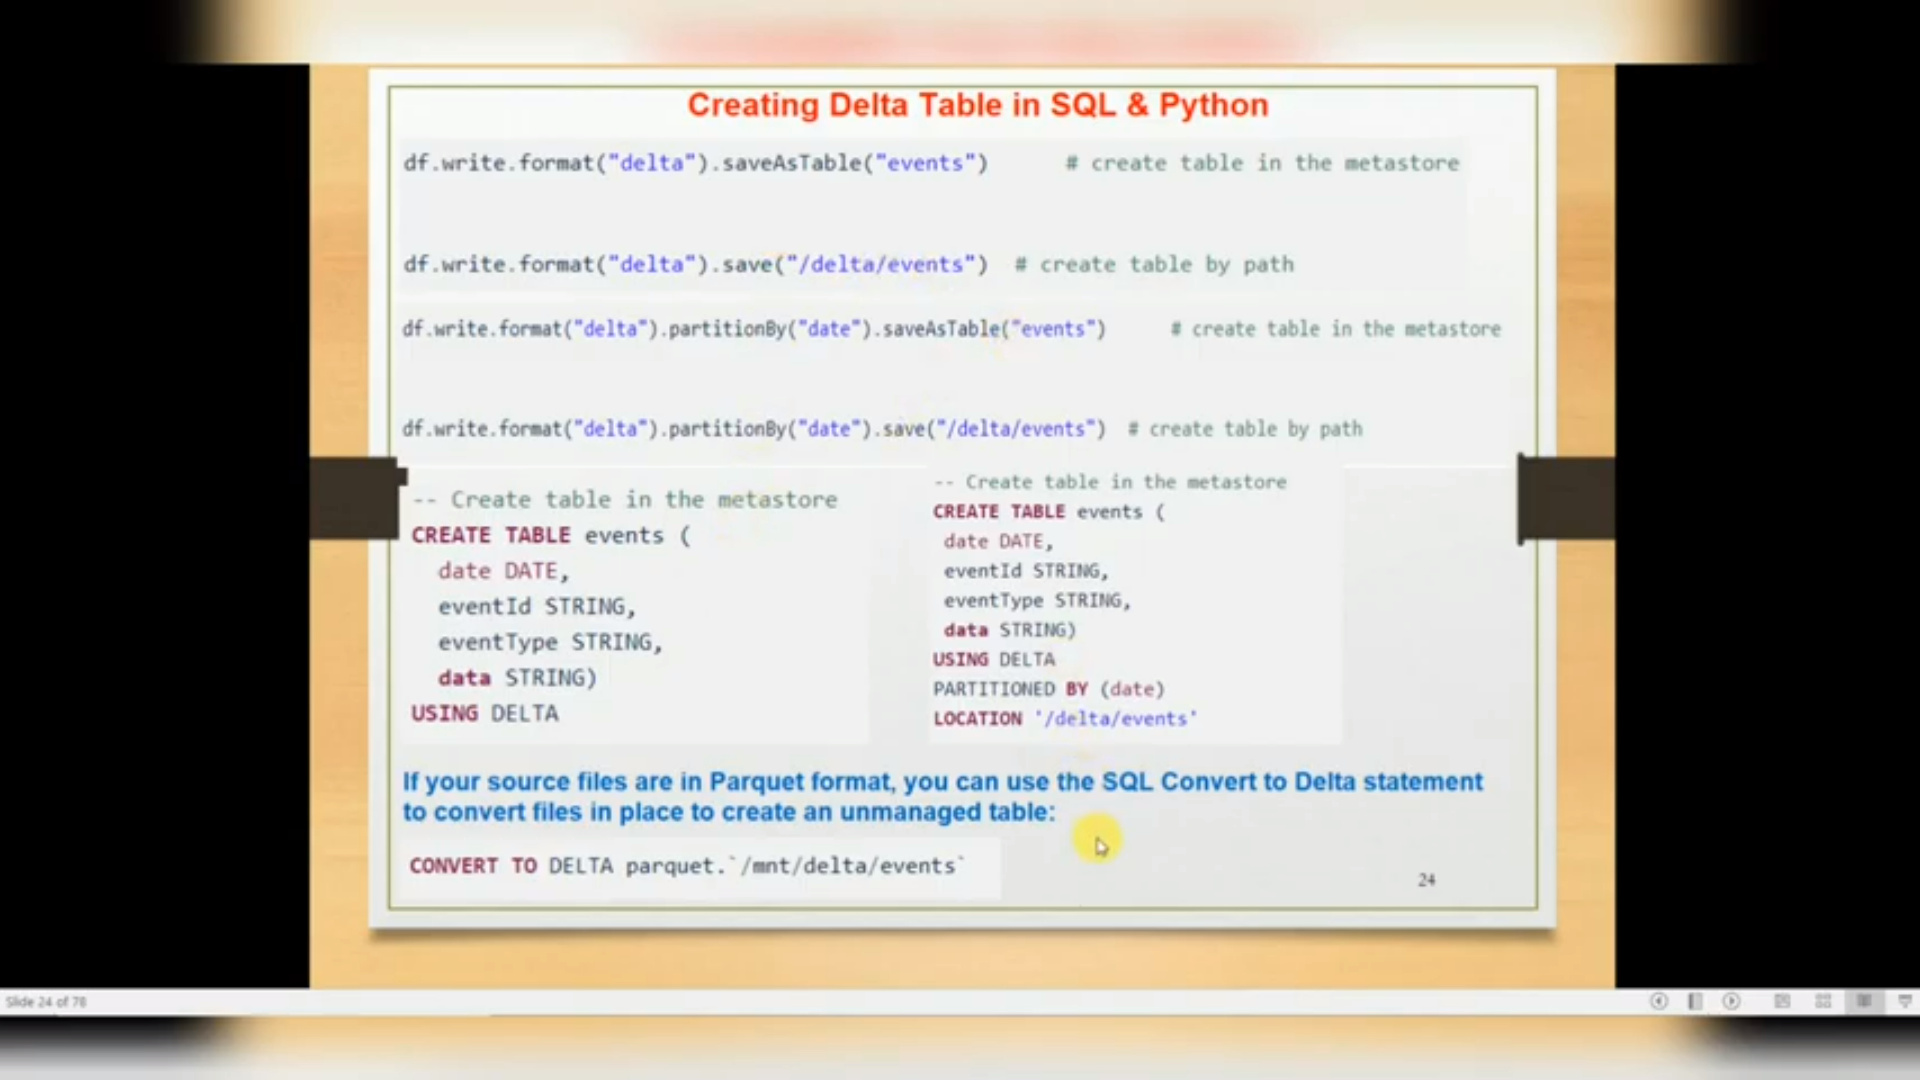 Creating Delta Table in SQL & Python
df.write.format("delta").saveAsTable("events") # create table in the metastore
df.write.format("delta").save("/delta/events") # create table by path
df.write.format("delta").partitionBy("date").saveAsTable("events") # create table in the metastore
df.write.format("delta").partitionBy("date").save("/delta/events") # create table by path
-- Create table in the metastore
CREATE TABLE events (
date DATE,
eventId STRING,
eventType STRING,
data STRING)
USING DELTA
-- Create table in the metastore
CREATE TABLE events (
date DATE,
eventId STRING,
eventType STRING,
data STRING)
USING DELTA
PARTITIONED BY (date)
LOCATION '/delta/events'
If your source files are in Parquet format, you can use the SQL Convert to Delta statement
to convert files in place to create an unmanaged table:
CONVERT TO DELTA parquet.`/mnt/delta/events`
24
Slide 24 of 78